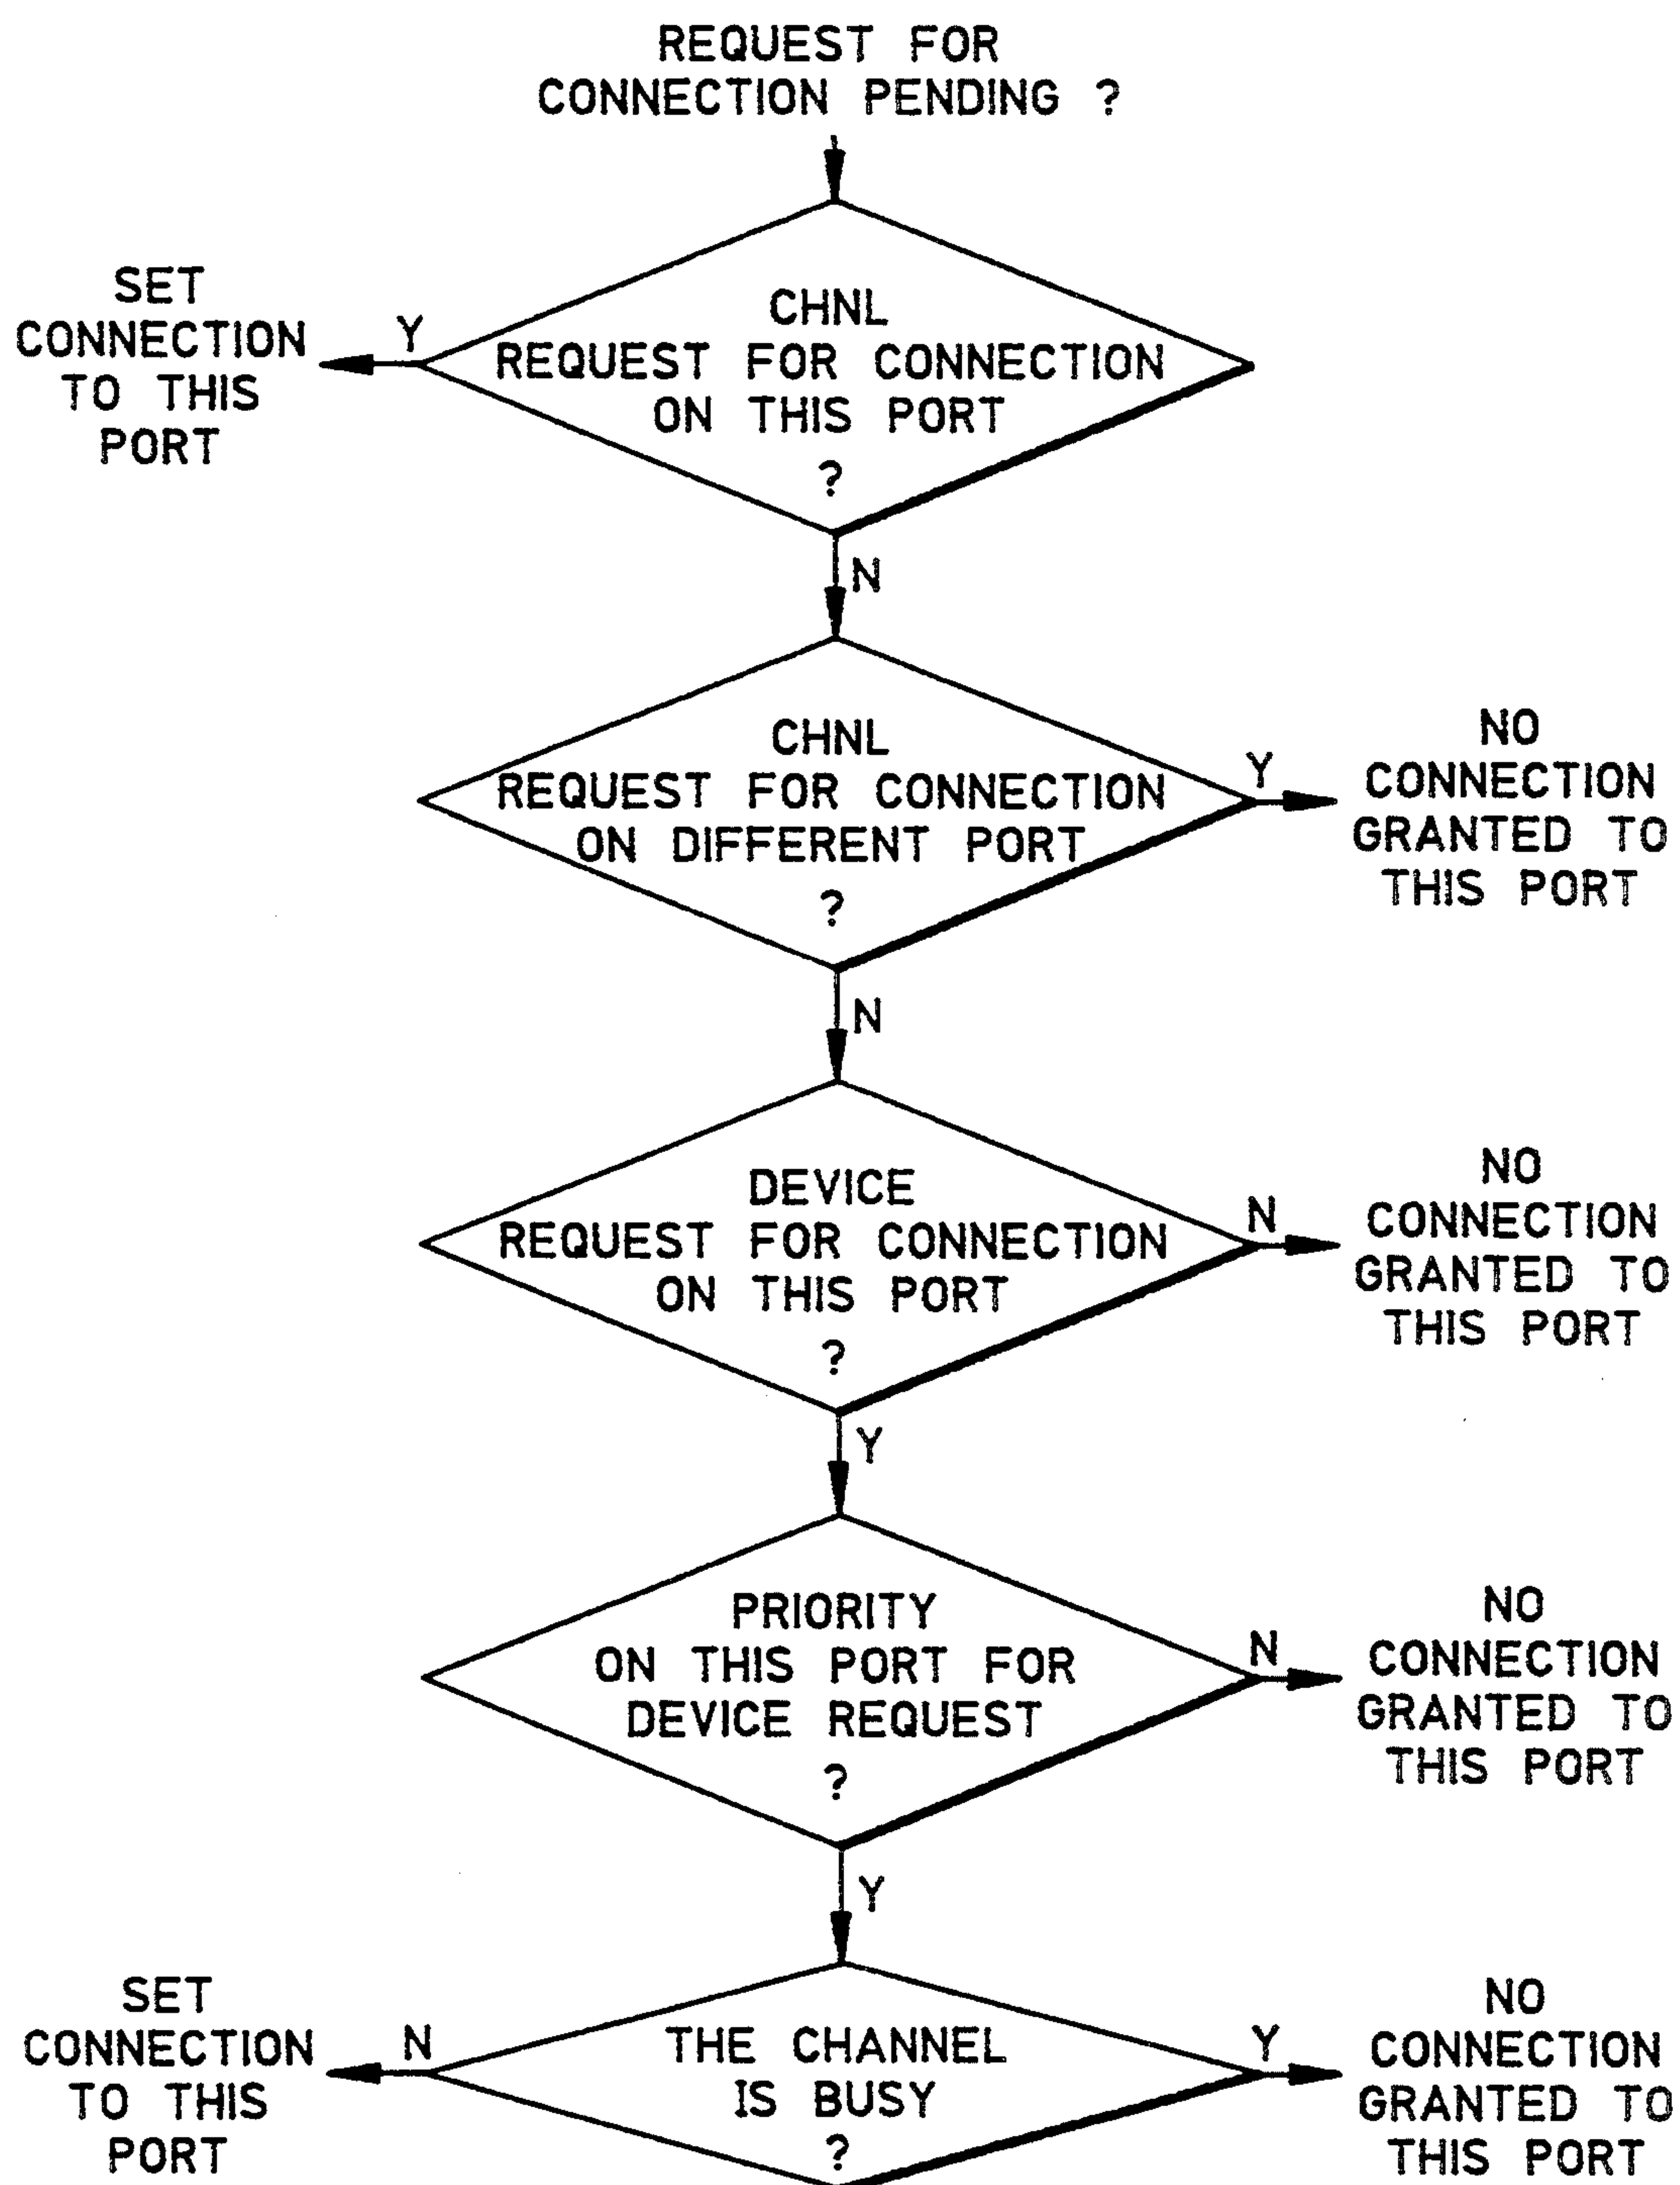 REQUEST FOR
CONNECTION PENDING ?
SET
CONNECTION
TO THIS
PORT
Y
CHNL
REQUEST FOR CONNECTION
ON THIS PORT
?
N
CHNL
REQUEST FOR CONNECTION
ON DIFFERENT PORT
?
Y
NO
CONNECTION
GRANTED TO
THIS PORT
N
DEVICE
REQUEST FOR CONNECTION
ON THIS PORT
?
N
NO
CONNECTION
GRANTED TO
THIS PORT
Y
PRIORITY
ON THIS PORT FOR
DEVICE REQUEST
?
N
NO
CONNECTION
GRANTED TO
THIS PORT
Y
SET
CONNECTION
TO THIS
PORT
N
THE CHANNEL
IS BUSY
?
Y
NO
CONNECTION
GRANTED TO
THIS PORT